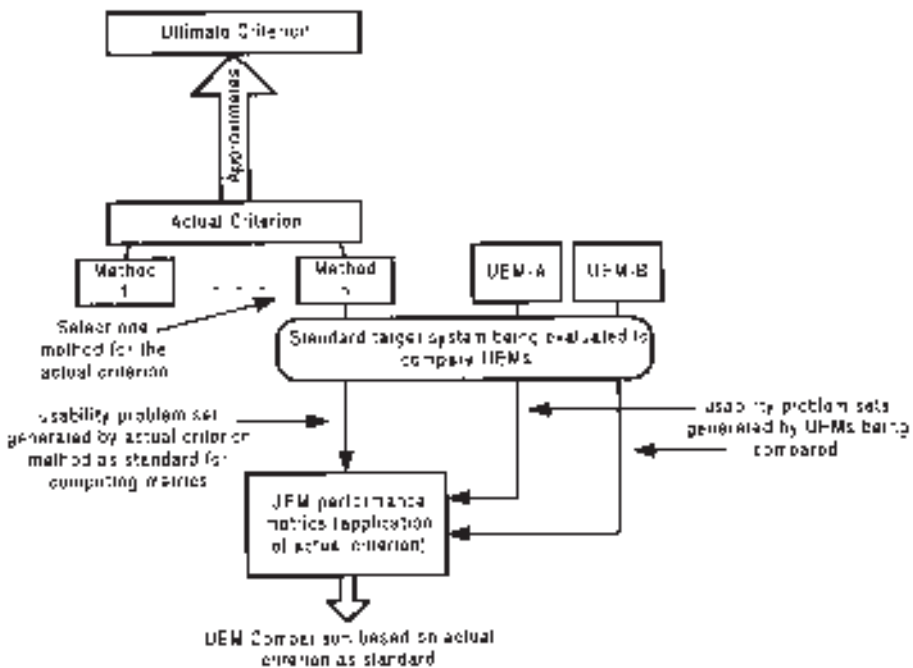 Ultimate Criterion
Approximates
Actual Criterion
Method
1
Method
n
UEM-A
UEM-B
Select one
method for the
actual criterion
Standard target system being evaluated to
compare UEMs
Usability problem set
generated by actual criterion
method as standard for
computing metrics
Usability problem sets
generated by UEMs being
compared
UEM performance
metrics (application
of actual criterion)
UEM Comparison based on actual
criterion as standard